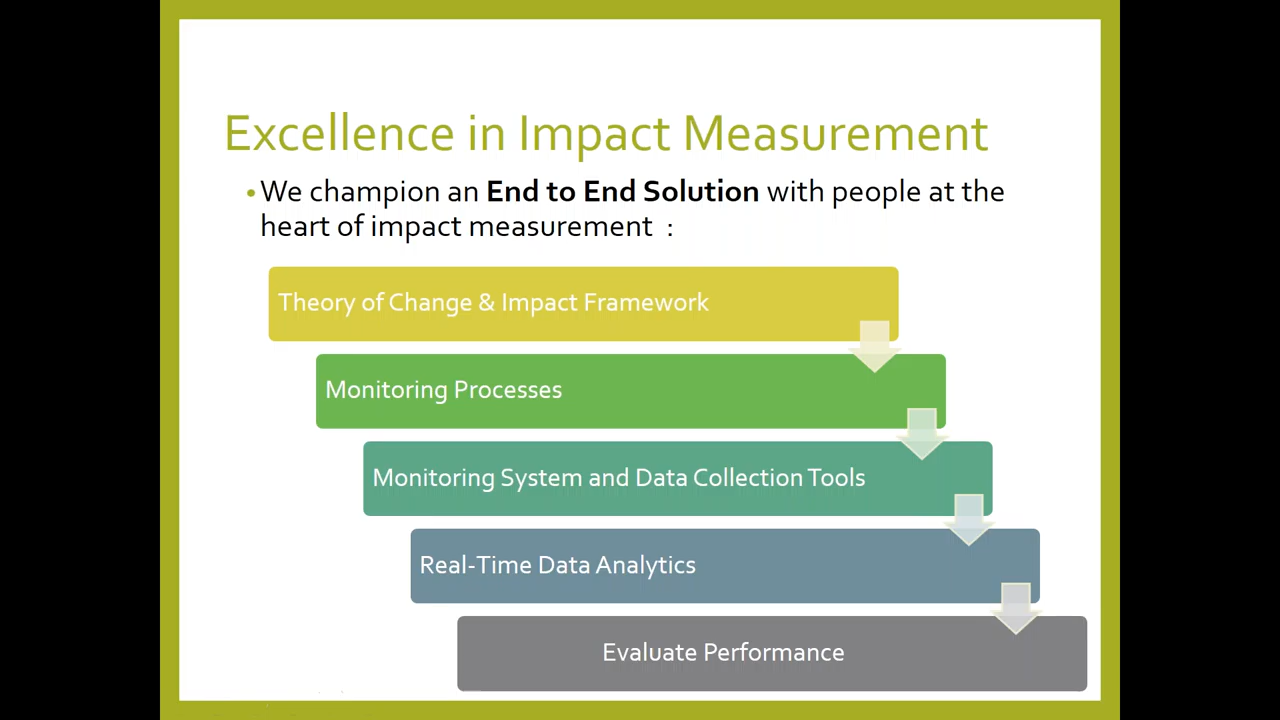 Excellence in Impact Measurement
•We champion an End to End Solution with people at the
heart of impact measurement :
Theory of Change & Impact Framework
Monitoring Processes
Monitoring System and Data Collection Tools
Real-Time Data Analytics
Evaluate Performance